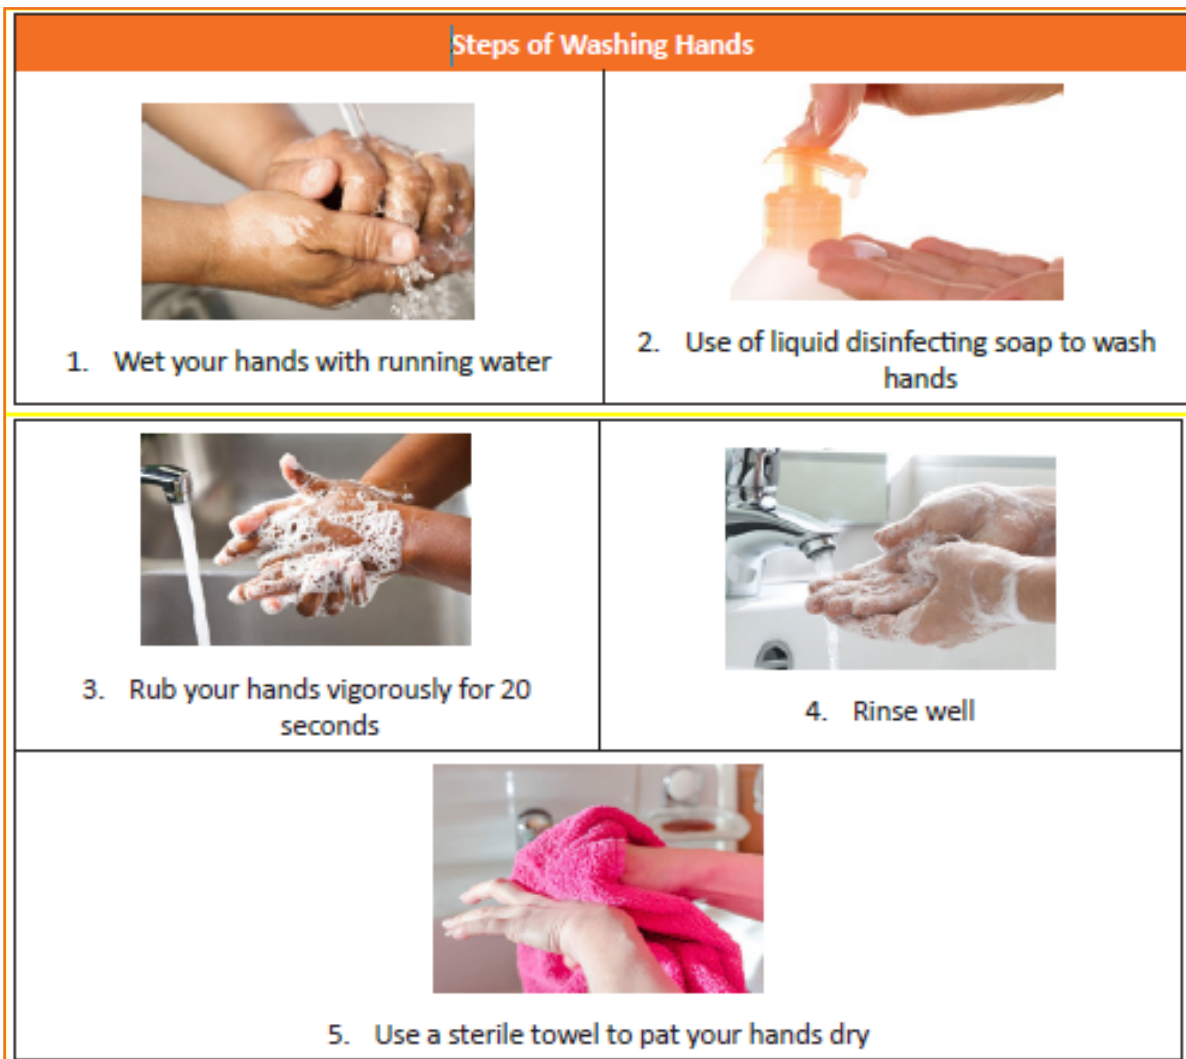 Steps of Washing Hands
1. Wet your hands with running water
2. Use of liquid disinfecting soap to wash
hands
3. Rub your hands vigorously for 20
seconds
4. Rinse well
5. Use a sterile towel to pat your hands dry